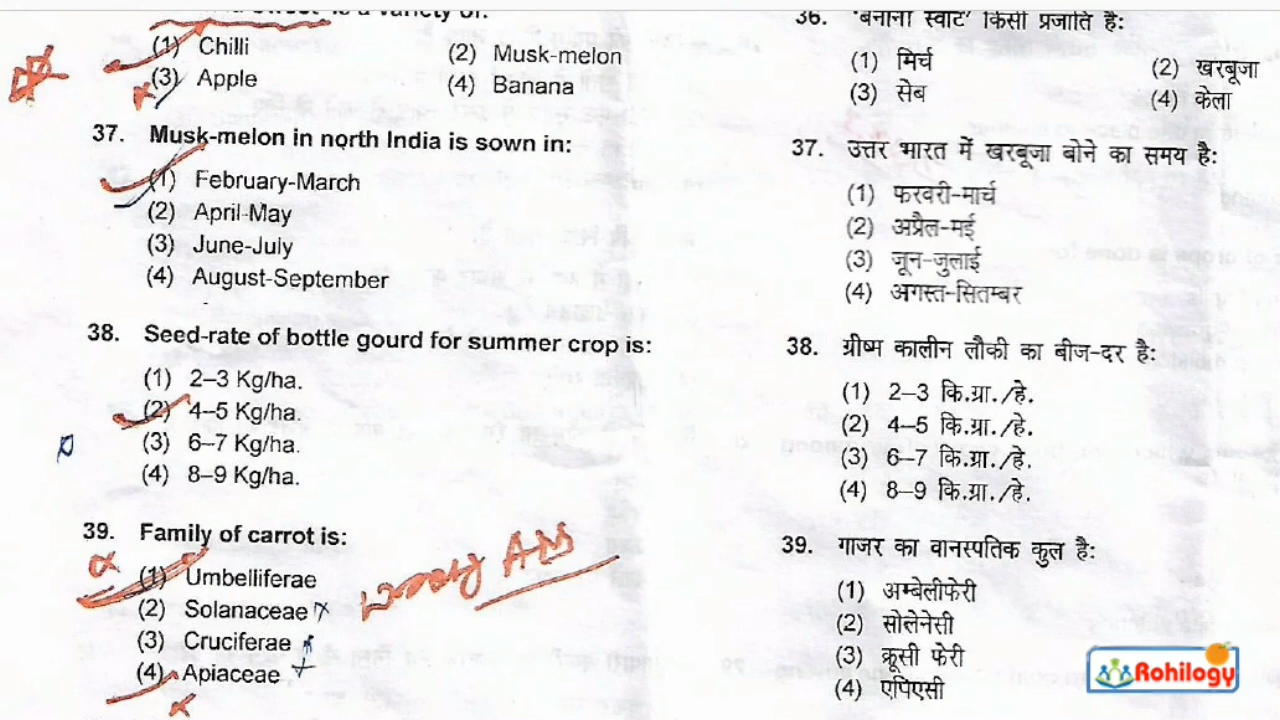 is a variety of:
(1) Chilli
(2) Musk-melon
(3) Apple
(4) Banana
37. Musk-melon in north India is sown in:
(1) February-March
(2) April-May
(3) June-July
(4) August-September
38. Seed-rate of bottle gourd for summer crop is:
(1) 2–3 Kg/ha.
(2) 4–5 Kg/ha.
(3) 6–7 Kg/ha.
(4) 8–9 Kg/ha.
39. Family of carrot is:
(1) Umbelliferae
(2) Solanaceae
(3) Cruciferae
(4) Apiaceae
Ans
36. 'बनाना स्वीट' किसी प्रजाति है:
(1) मिर्च
(2) खरबूजा
(3) सेब
(4) केला
37. उत्तर भारत में खरबूजा बोने का समय है:
(1) फरवरी-मार्च
(2) अप्रैल-मई
(3) जून-जुलाई
(4) अगस्त-सितम्बर
38. ग्रीष्म कालीन लौकी का बीज-दर है:
(1) 2–3 कि.ग्रा./हे.
(2) 4–5 कि.ग्रा./हे.
(3) 6–7 कि.ग्रा./हे.
(4) 8–9 कि.ग्रा./हे.
39. गाजर का वानस्पतिक कुल है:
(1) अम्बेलीफेरी
(2) सोलेनेसी
(3) क्रूसी फेरी
(4) एपिएसी
Rohilogy